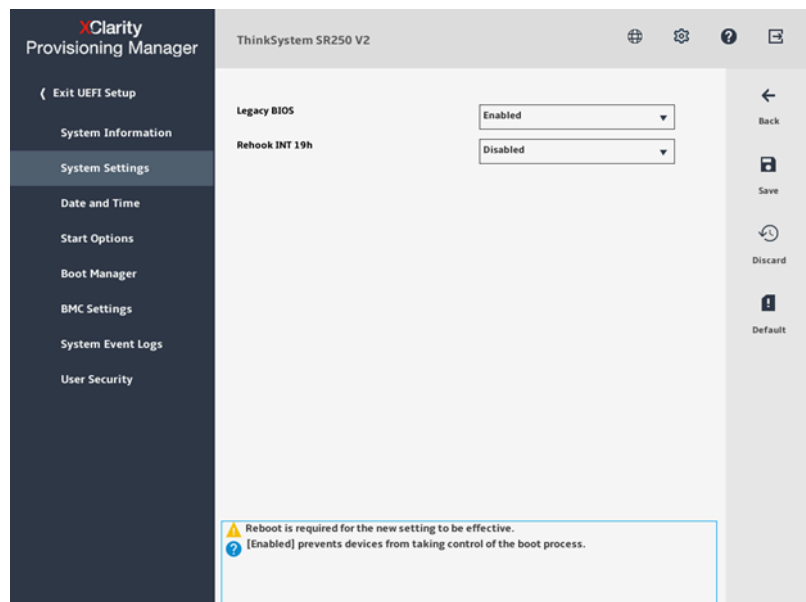 XClarity
Provisioning Manager
ThinkSystem SR250 V2
Exit UEFI Setup
System Information
System Settings
Date and Time
Start Options
Boot Manager
BMC Settings
System Event Logs
User Security
Legacy BIOS
Enabled
Rehook INT 19h
Disabled
Back
Save
Discard
Default
Reboot is required for the new setting to be effective.
[Enabled] prevents devices from taking control of the boot process.